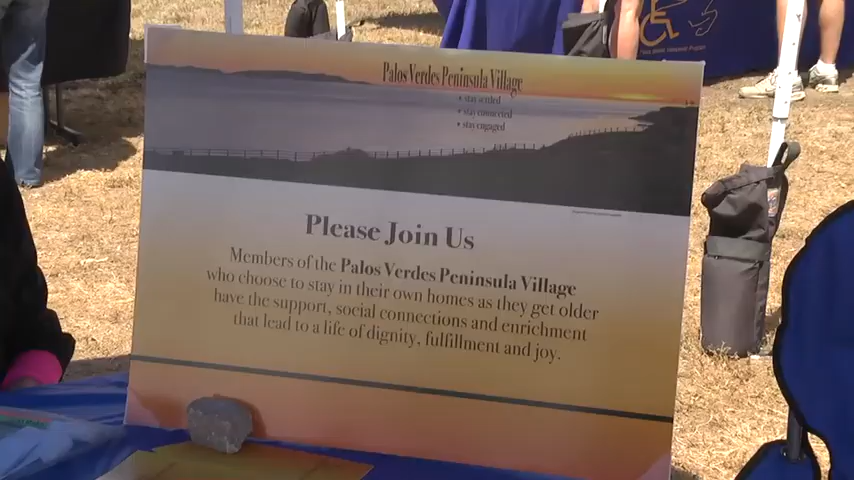 Palos Verdes Peninsula Village
• stay settled
• stay connected
• stay engaged
Please Join Us
Members of the Palos Verdes Peninsula Village
who choose to stay in their own homes as they get older
have the support, social connections and enrichment
that lead to a life of dignity, fulfillment and joy.